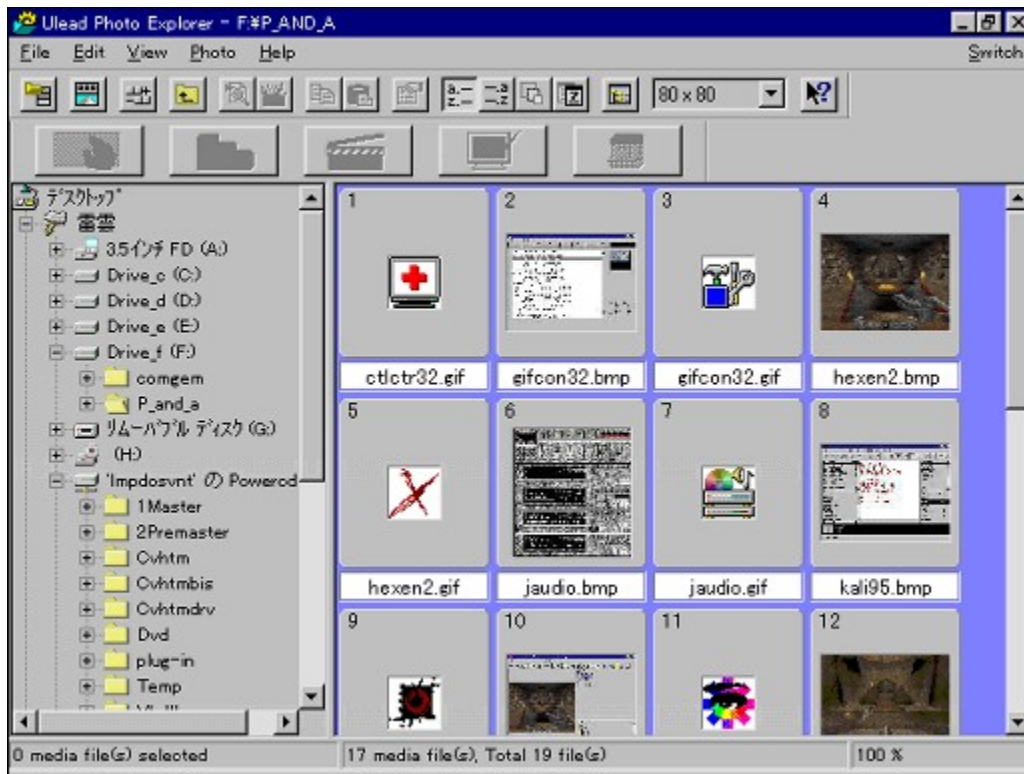 Ulead Photo Explorer - F:¥P_AND_A
File Edit View Photo Help Switch
80 x 80
デスクトップ
3.5インチ FD (A:)
Drive_c (C:)
Drive_d (D:)
Drive_e (E:)
Drive_f (F:)
comgem
P_and_a
リムーバブル ディスク (G:)
(H:)
'Impdosvnt' の Powered
1Master
2Premaster
Cvhtm
Cvhtmbis
Cvhtmdrv
Dvd
plug-in
Temp
1
2
3
4
ctlctr32.gif
gifcon32.bmp
gifcon32.gif
hexen2.bmp
5
6
7
8
hexen2.gif
jaudio.bmp
jaudio.gif
kali95.bmp
9
10
11
12
0 media file(s) selected
17 media file(s), Total 19 file(s)
100 %